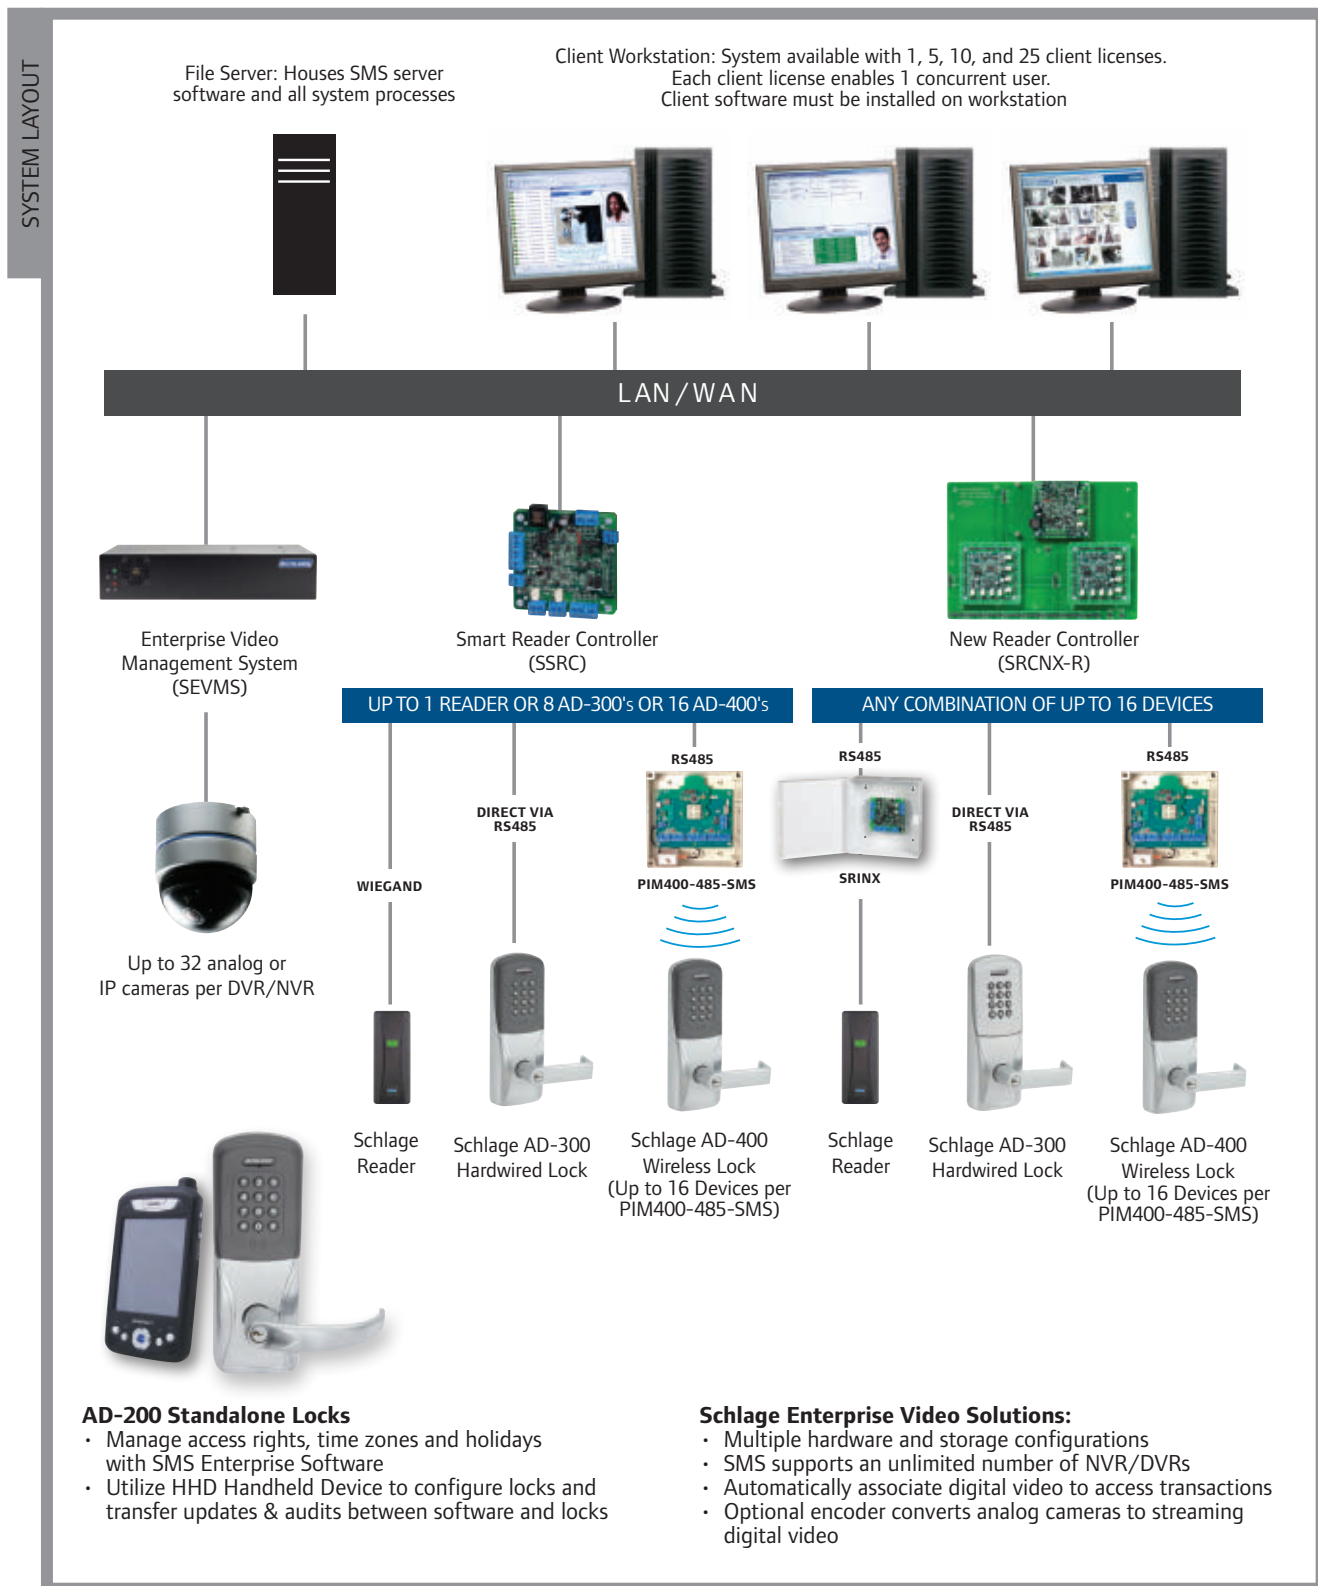 SYSTEM LAYOUT
File Server: Houses SMS server
software and all system processes
Client Workstation: System available with 1, 5, 10, and 25 client licenses.
Each client license enables 1 concurrent user.
Client software must be installed on workstation
LAN/WAN
Enterprise Video
Management System
(SEVMS)
Smart Reader Controller
(SSRC)
New Reader Controller
(SRCNX-R)
UP TO 1 READER OR 8 AD-300's OR 16 AD-400's
ANY COMBINATION OF UP TO 16 DEVICES
WIEGAND
DIRECT VIA
RS485
RS485
PIM400-485-SMS
RS485
SRINX
DIRECT VIA
RS485
RS485
PIM400-485-SMS
Up to 32 analog or
IP cameras per DVR/NVR
Schlage
Reader
Schlage AD-300
Hardwired Lock
Schlage AD-400
Wireless Lock
(Up to 16 Devices per
PIM400-485-SMS)
Schlage
Reader
Schlage AD-300
Hardwired Lock
Schlage AD-400
Wireless Lock
(Up to 16 Devices per
PIM400-485-SMS)
AD-200 Standalone Locks
· Manage access rights, time zones and holidays
with SMS Enterprise Software
· Utilize HHD Handheld Device to configure locks and
transfer updates & audits between software and locks
Schlage Enterprise Video Solutions:
· Multiple hardware and storage configurations
· SMS supports an unlimited number of NVR/DVRs
· Automatically associate digital video to access transactions
· Optional encoder converts analog cameras to streaming
digital video